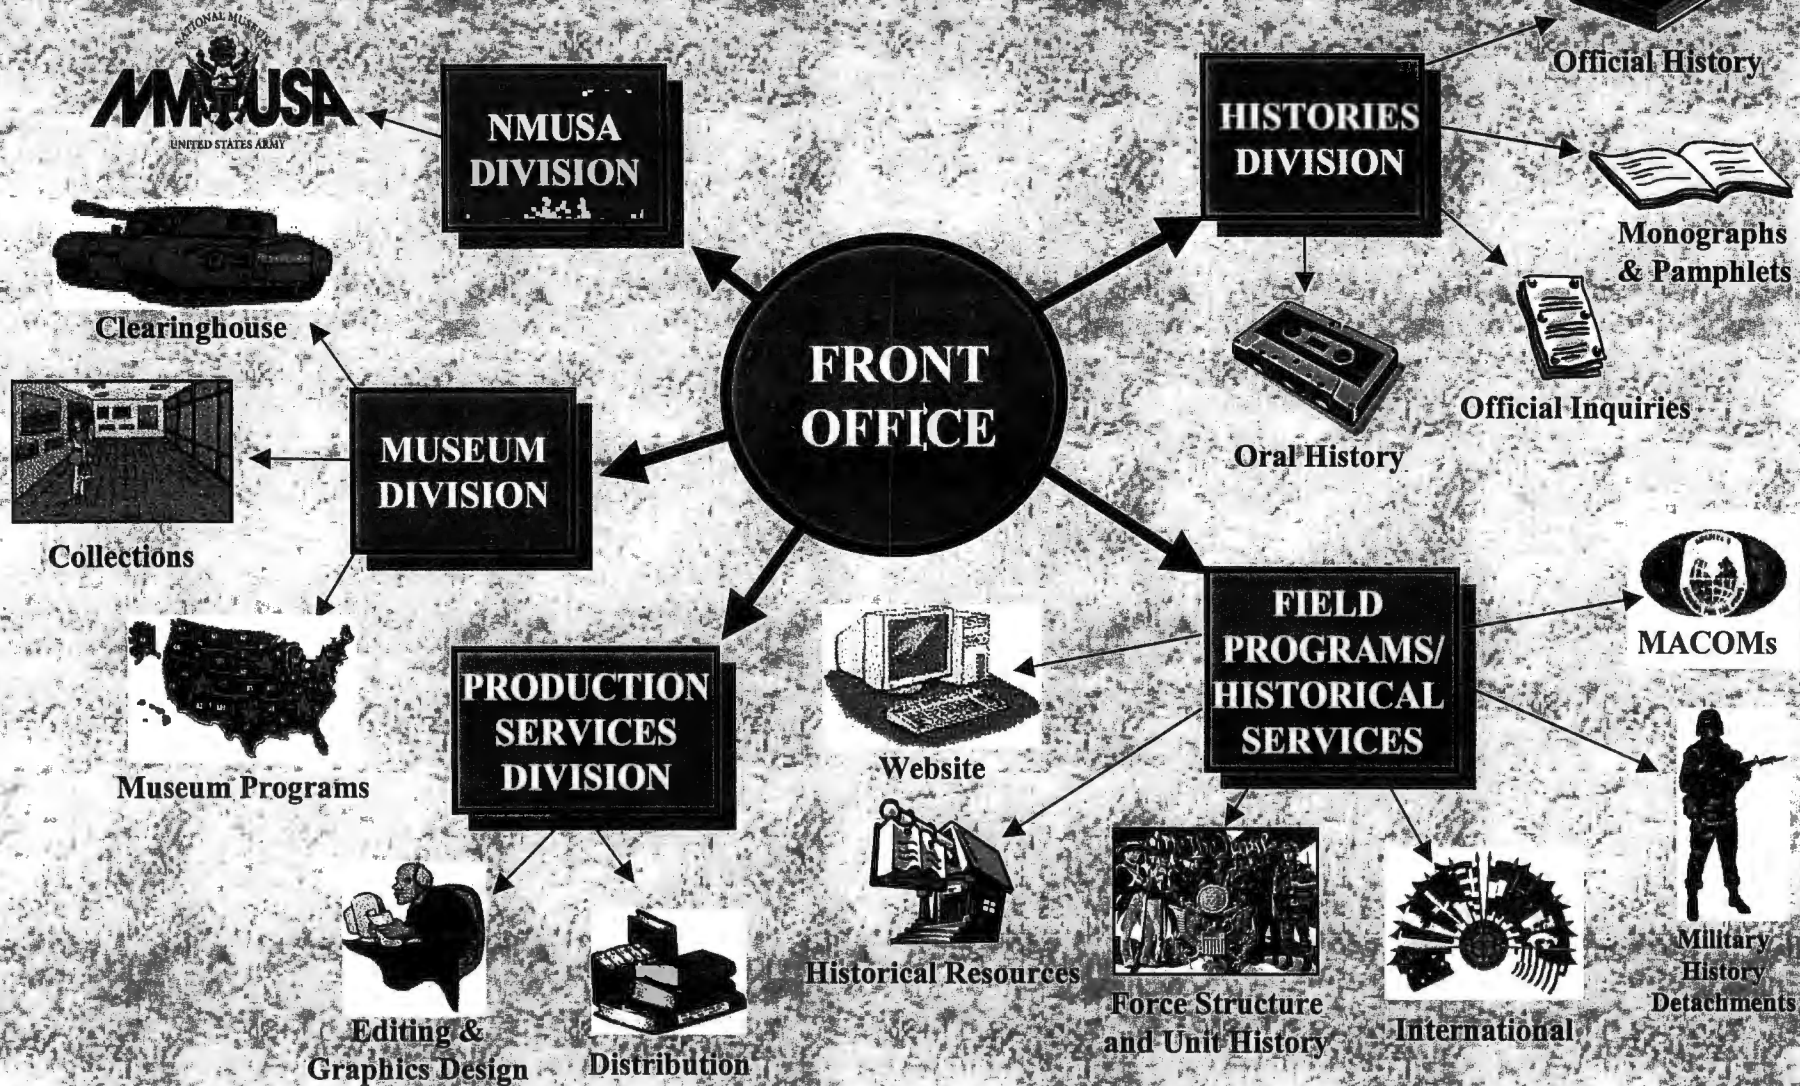 NATIONAL MUSEUM
NMUSA
UNITED STATES ARMY
NMUSA
DIVISION
HISTORIES
DIVISION
Official History
Monographs
& Pamphlets
Official Inquiries
Oral History
Clearinghouse
FRONT
OFFICE
MUSEUM
DIVISION
Collections
Museum Programs
PRODUCTION
SERVICES
DIVISION
Editing &
Graphics Design
Distribution
FIELD
PROGRAMS/
HISTORICAL
SERVICES
Website
Historical Resources
Force Structure
and Unit History
International
MACOMs
Military
History
Detachments